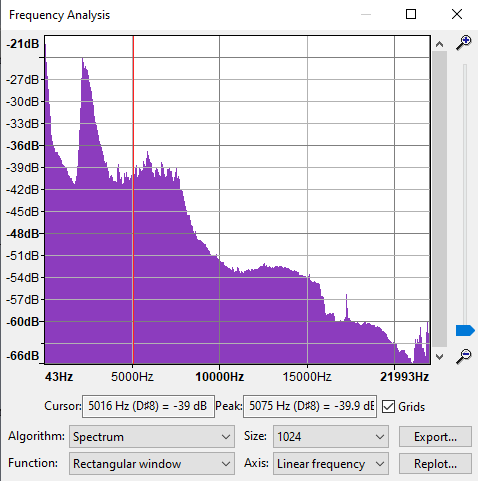 Frequency Analysis
-21dB
-27dB
-30dB
-33dB
-36dB
-39dB
-42dB
-45dB
-48dB
-51dB
-54dB
-57dB
-60dB
-66dB
43Hz 5000Hz 10000Hz 15000Hz 21993Hz
Cursor: 5016 Hz (D♯8) = -39 dB Peak: 5075 Hz (D♯8) = -39.9 dB Grids
Algorithm: Spectrum Size: 1024 Export...
Function: Rectangular window Axis: Linear frequency Replot...